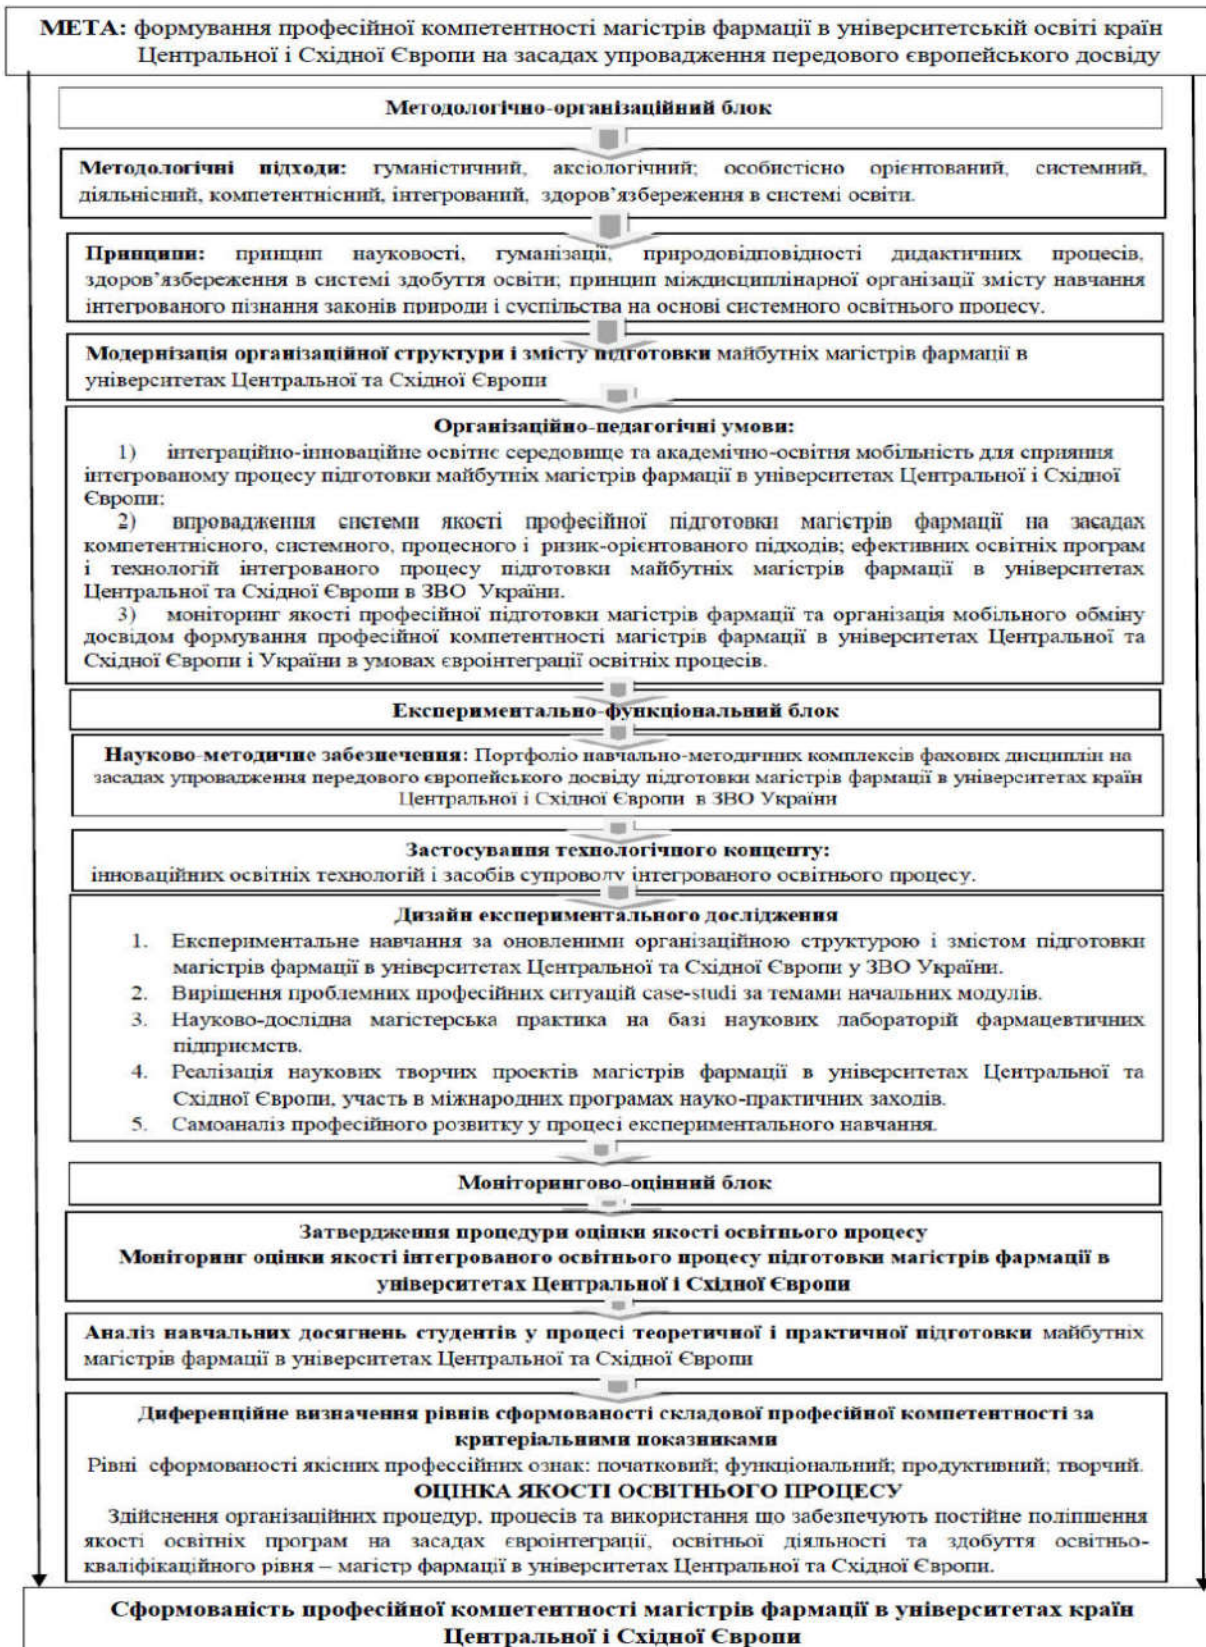 МЕТА: формування професійної компетентності магістрів фармації в університетській освіті країн
Центральної і Східної Європи на засадах упровадження передового європейського досвіду
Методологічно-організаційний блок
Методологічні підходи: гуманістичний, аксіологічний; особистісно орієнтований, системний,
діяльнісний, компетентнісний, інтегрований, здоров’язбереження в системі освіти.
Принципи: принцип науковості, гуманізації, природовідповідності дидактичних процесів,
здоров’язбереження в системі здобуття освіти; принцип міждисциплінарної організації змісту навчання
інтегрованого пізнання законів природи і суспільства на основі системного освітнього процесу.
Модернізація організаційної структури і змісту підготовки майбутніх магістрів фармації в
університетах Центральної та Східної Європи
Організаційно-педагогічні умови:
1) інтеграційно-інноваційне освітнє середовище та академічно-освітня мобільність для сприяння
інтегрованому процесу підготовки майбутніх магістрів фармації в університетах Центральної і Східної
Європи:
2) впровадження системи якості професійної підготовки магістрів фармації на засадах
компетентнісного, системного, процесного і ризик-орієнтованого підходів; ефективних освітніх програм
і технологій інтегрованого процесу підготовки майбутніх магістрів фармації в університетах
Центральної та Східної Європи в ЗВО України.
3) моніторинг якості професійної підготовки магістрів фармації та організація мобільного обміну
досвідом формування професійної компетентності магістрів фармації в університетах Центральної та
Східної Європи і України в умовах євроінтеграції освітніх процесів.
Експериментально-функціональний блок
Науково-методичне забезпечення: Портфоліо навчально-методичних комплексів фахових дисциплін на
засадах упровадження передового європейського досвіду підготовки магістрів фармації в університетах країн
Центральної і Східної Європи в ЗВО України
Застосування технологічного концепту:
інноваційних освітніх технологій і засобів супроводу інтегрованого освітнього процесу.
Дизайн експериментального дослідження
1. Експериментальне навчання за оновленими організаційною структурою і змістом підготовки
магістрів фармації в університетах Центральної та Східної Європи у ЗВО України.
2. Вирішення проблемних професійних ситуацій case-studi за темами начальних модулів.
3. Науково-дослідна магістерська практика на базі наукових лабораторій фармацевтичних
підприємств.
4. Реалізація наукових творчих проектів магістрів фармації в університетах Центральної та
Східної Європи, участь в міжнародних програмах науко-практичних заходів.
5. Самоаналіз професійного розвитку у процесі експериментального навчання.
Моніторингово-оцінний блок
Затвердження процедури оцінки якості освітнього процесу
Моніторинг оцінки якості інтегрованого освітнього процесу підготовки магістрів фармації в
університетах Центральної і Східної Європи
Аналіз навчальних досягнень студентів у процесі теоретичної і практичної підготовки майбутніх
магістрів фармації в університетах Центральної та Східної Європи
Диференційне визначення рівнів сформованості складової професійної компетентності за
критеріальними показниками
Рівні сформованості якісних профессійних ознак: початковий; функціональний; продуктивний; творчий.
ОЦІНКА ЯКОСТІ ОСВІТНЬОГО ПРОЦЕСУ
Здійснення організаційних процедур, процесів та використання що забезпечують постійне поліпшення
якості освітніх програм на засадах євроінтеграції, освітньої діяльності та здобуття освітньо-
кваліфікаційного рівня – магістр фармації в університетах Центральної та Східної Європи.
Сформованість професійної компетентності магістрів фармації в університетах країн
Центральної і Східної Європи